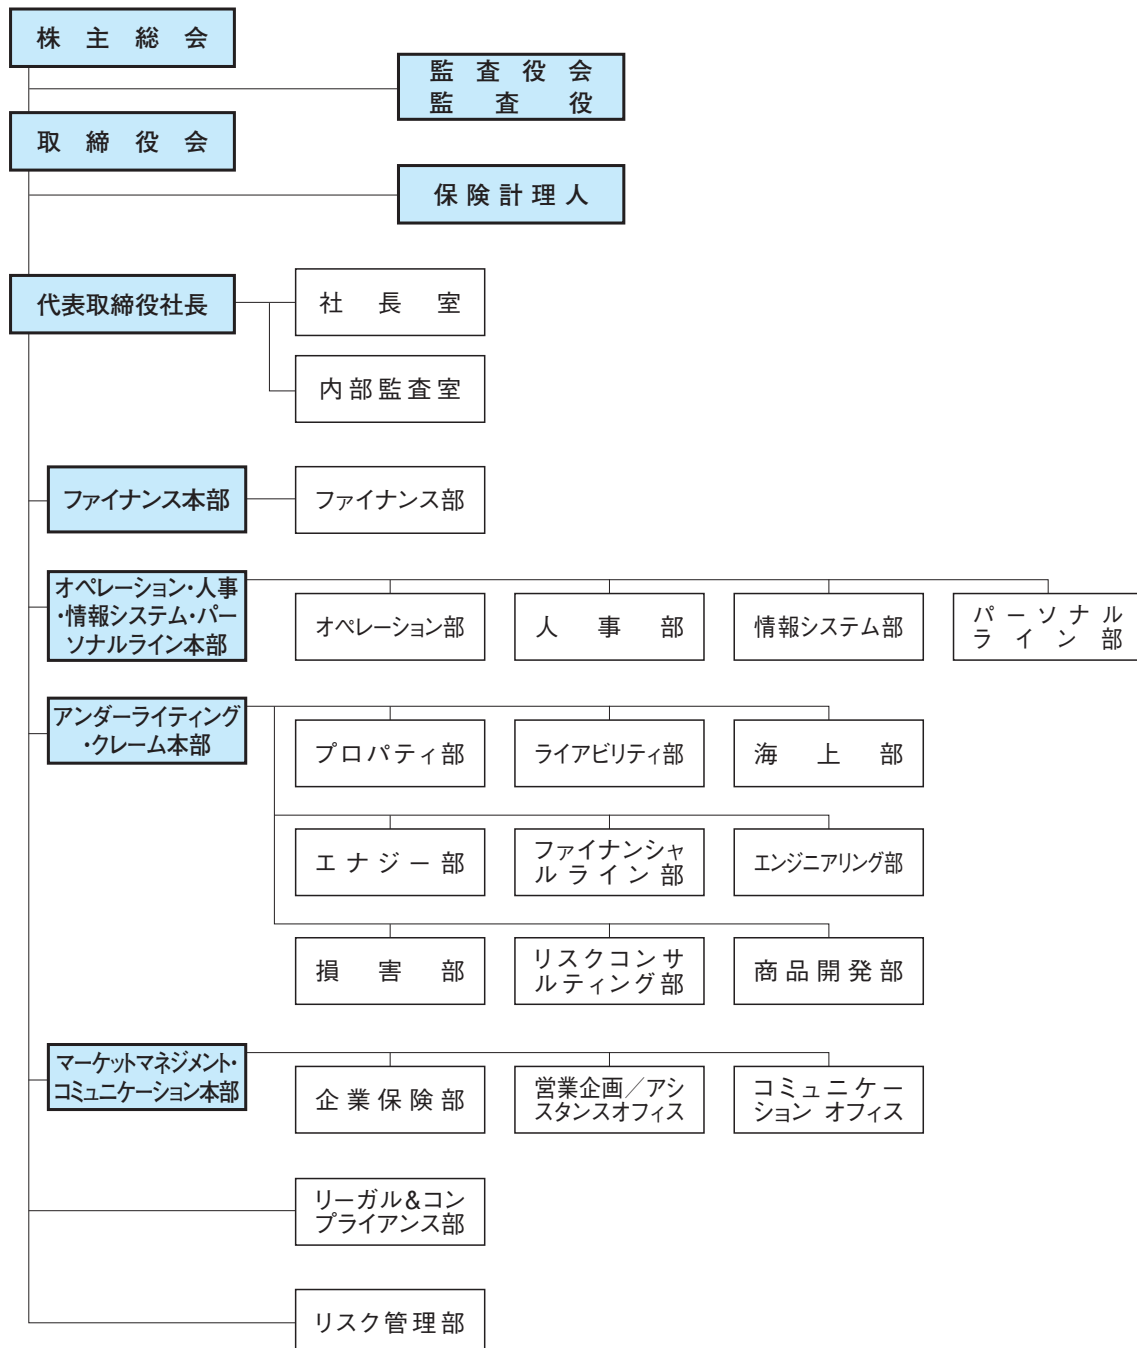 株主総会
監査役会
監査役
取締役会
保険計理人
代表取締役社長
社長室
内部監査室
ファイナンス本部
ファイナンス部
オペレーション・人事
・情報システム・パー
ソナルライン本部
オペレーション部
人事部
情報システム部
パーソナル
ライン部
アンダーライティング
・クレーム本部
プロパティ部
ライアビリティ部
海上部
エナジー部
ファイナンシャ
ルライン部
エンジニアリング部
損害部
リスクコンサ
ルティング部
商品開発部
マーケットマネジメント・
コミュニケーション本部
企業保険部
営業企画／アシ
スタンスオフィス
コミュニケー
ション オフィス
リーガル&コン
プライアンス部
リスク管理部